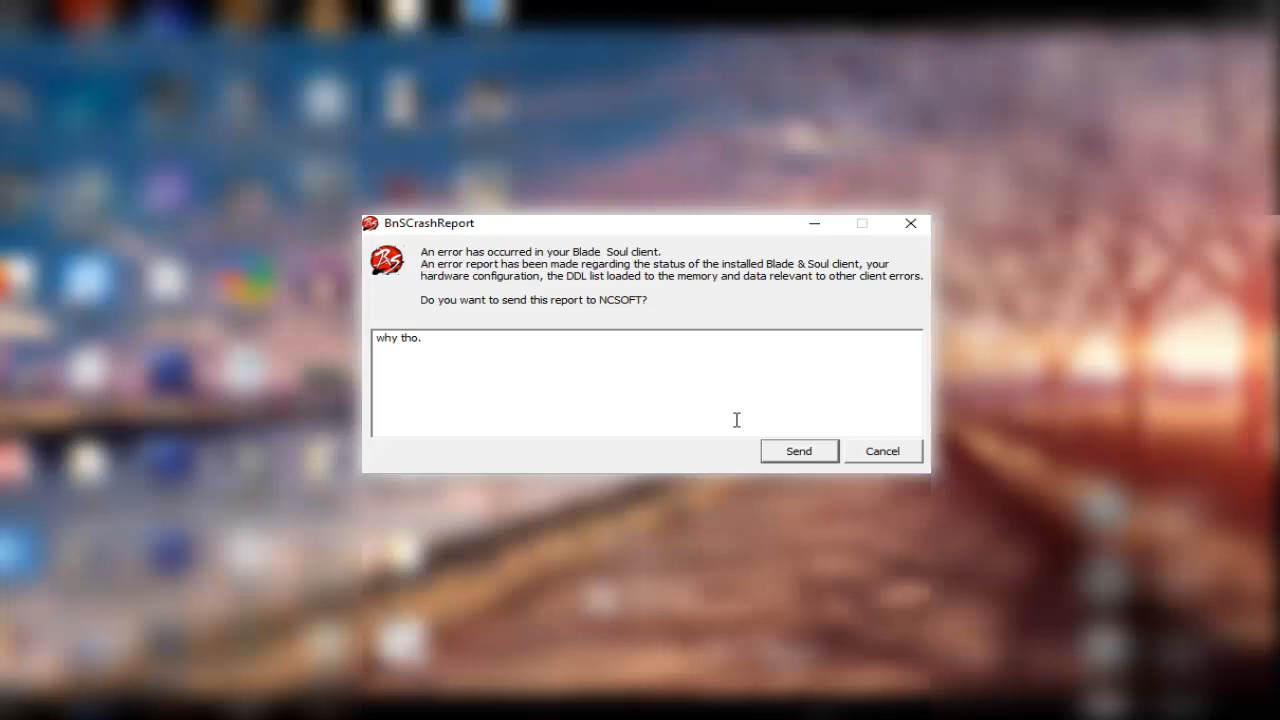 BnSCrashReport
An error has occurred in your Blade  Soul client.
An error report has been made regarding the status of the installed Blade & Soul client, your
hardware configuration, the DDL list loaded to the memory and data relevant to other client errors.
Do you want to send this report to NCSOFT?
why tho.
Send
Cancel